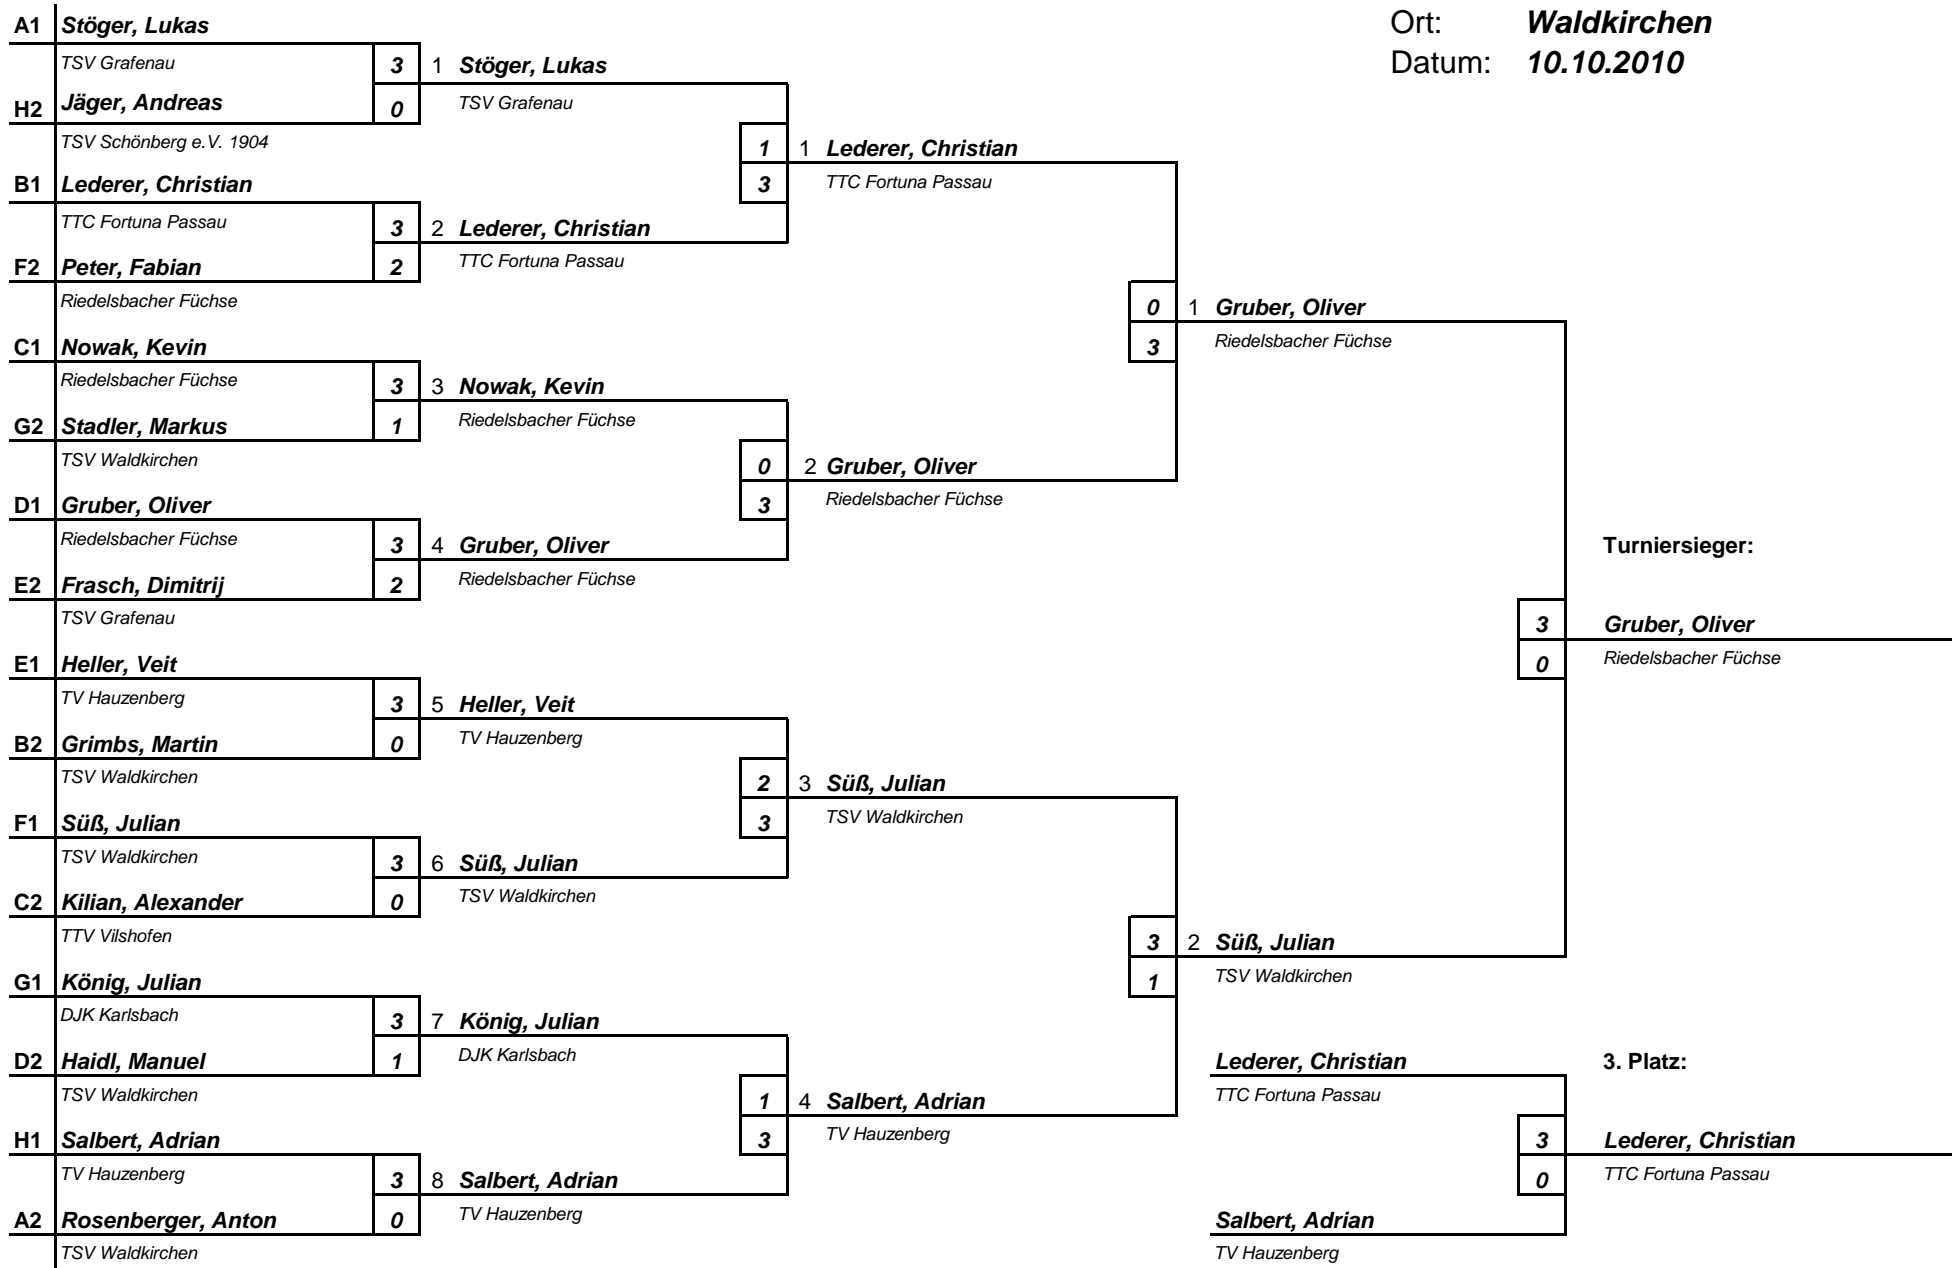 Ort: Waldkirchen
Datum: 10.10.2010
A1 Stöger, Lukas
TSV Grafenau 3
H2 Jäger, Andreas 0
TSV Schönberg e.V. 1904
B1 Lederer, Christian
TTC Fortuna Passau 3
F2 Peter, Fabian 2
Riedelsbacher Füchse
C1 Nowak, Kevin
Riedelsbacher Füchse 3
G2 Stadler, Markus 1
TSV Waldkirchen
D1 Gruber, Oliver
Riedelsbacher Füchse 3
E2 Frasch, Dimitrij 2
TSV Grafenau
E1 Heller, Veit
TV Hauzenberg 3
B2 Grimbs, Martin 0
TSV Waldkirchen
F1 Süß, Julian
TSV Waldkirchen 3
C2 Kilian, Alexander 0
TTV Vilshofen
G1 König, Julian
DJK Karlsbach 3
D2 Haidl, Manuel 1
TSV Waldkirchen
H1 Salbert, Adrian
TV Hauzenberg 3
A2 Rosenberger, Anton 0
TSV Waldkirchen
1 Stöger, Lukas
TSV Grafenau
1
3
2 Lederer, Christian
TTC Fortuna Passau
3 Nowak, Kevin
Riedelsbacher Füchse
0
3
4 Gruber, Oliver
Riedelsbacher Füchse
5 Heller, Veit
TV Hauzenberg
2
3
6 Süß, Julian
TSV Waldkirchen
7 König, Julian
DJK Karlsbach
1
3
8 Salbert, Adrian
TV Hauzenberg
1 Lederer, Christian
TTC Fortuna Passau
0
3
2 Gruber, Oliver
Riedelsbacher Füchse
3 Süß, Julian
TSV Waldkirchen
3
1
4 Salbert, Adrian
TV Hauzenberg
1 Gruber, Oliver
Riedelsbacher Füchse
3
0
2 Süß, Julian
TSV Waldkirchen
Turniersieger:
Gruber, Oliver
Riedelsbacher Füchse
Lederer, Christian
TTC Fortuna Passau
3
0
Salbert, Adrian
TV Hauzenberg
3. Platz:
Lederer, Christian
TTC Fortuna Passau